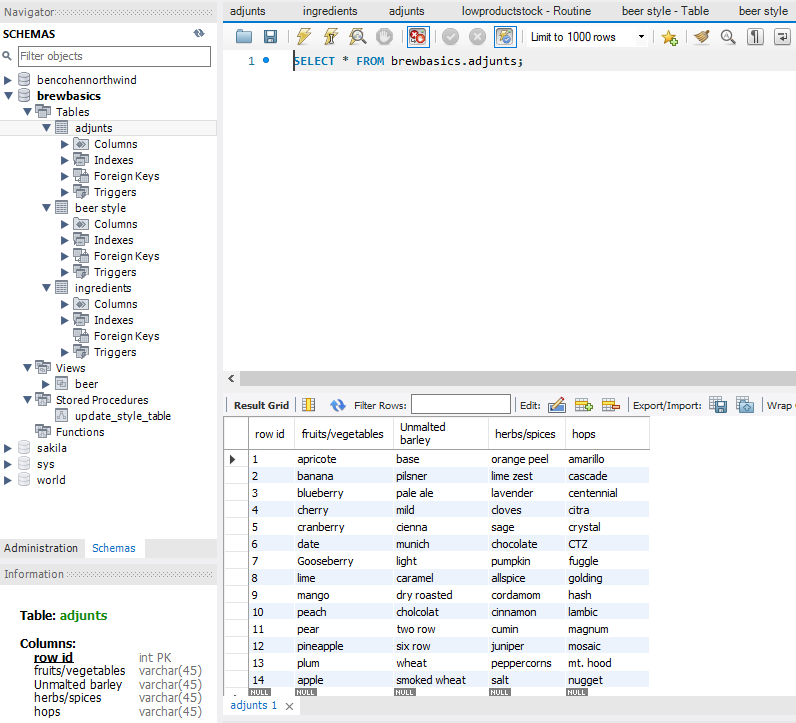 Navigator
SCHEMAS
Filter objects
bencohennorthwind
brewbasics
Tables
adjunts
Columns
Indexes
Foreign Keys
Triggers
beer style
Columns
Indexes
Foreign Keys
Triggers
ingredients
Columns
Indexes
Foreign Keys
Triggers
Views
beer
Stored Procedures
update_style_table
Functions
sakila
sys
world
Administration Schemas
Information
Table: adjunts
Columns:
row id int PK
fruits/vegetables varchar(45)
Unmalted barley varchar(45)
herbs/spices varchar(45)
hops varchar(45)
adjunts ingredients adjunts lowproductstock - Routine beer style - Table beer style
Limit to 1000 rows
1 SELECT * FROM brewbasics.adjunts;
Result Grid Filter Rows: Edit: Export/Import: Wrap
row id fruits/vegetables Unmalted barley herbs/spices hops
1 apricote base orange peel amarillo
2 banana pilsner lime zest cascade
3 blueberry pale ale lavender centennial
4 cherry mild cloves citra
5 cranberry cienna sage crystal
6 date munich chocolate CTZ
7 Gooseberry light pumpkin fuggle
8 lime caramel allspice golding
9 mango dry roasted cordamom hash
10 peach cholcolat cinnamon lambic
11 pear two row cumin magnum
12 pineapple six row juniper mosaic
13 plum wheat peppercorns mt. hood
14 apple smoked wheat salt nugget
NULL NULL NULL NULL NULL
adjunts 1